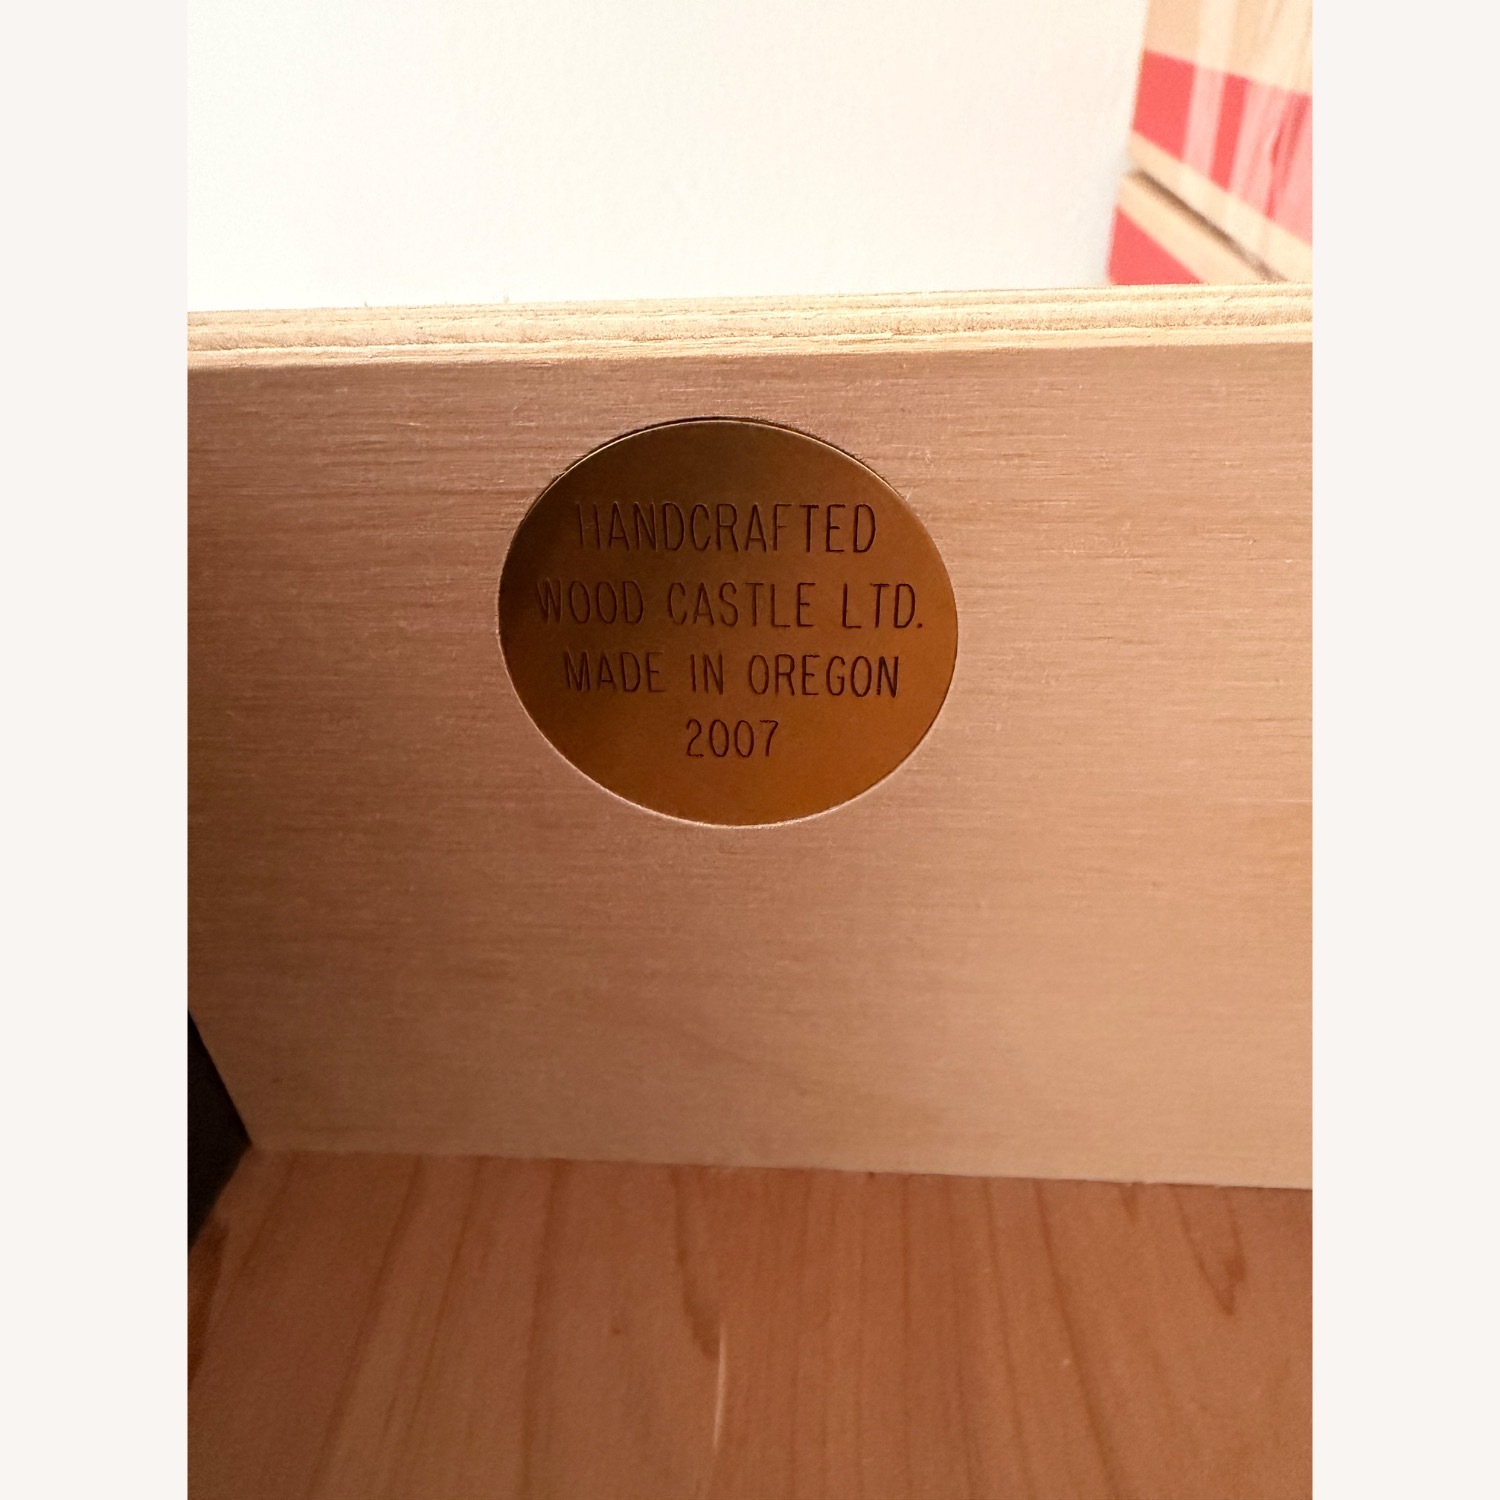 HANDCRAFTED
WOOD CASTLE LTD.
MADE IN OREGON
2007